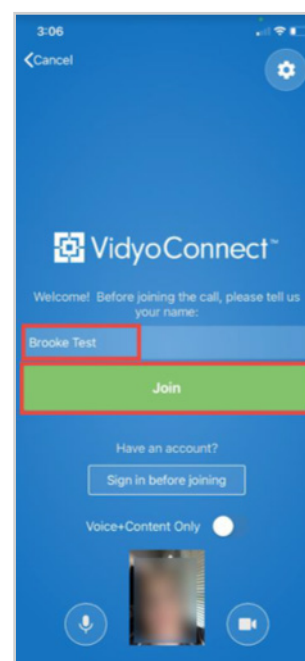 3:06
Cancel
VidyoConnect™
Welcome! Before joining the call, please tell us
your name:
Brooke Test
Join
Have an account?
Sign in before joining
Voice+Content Only